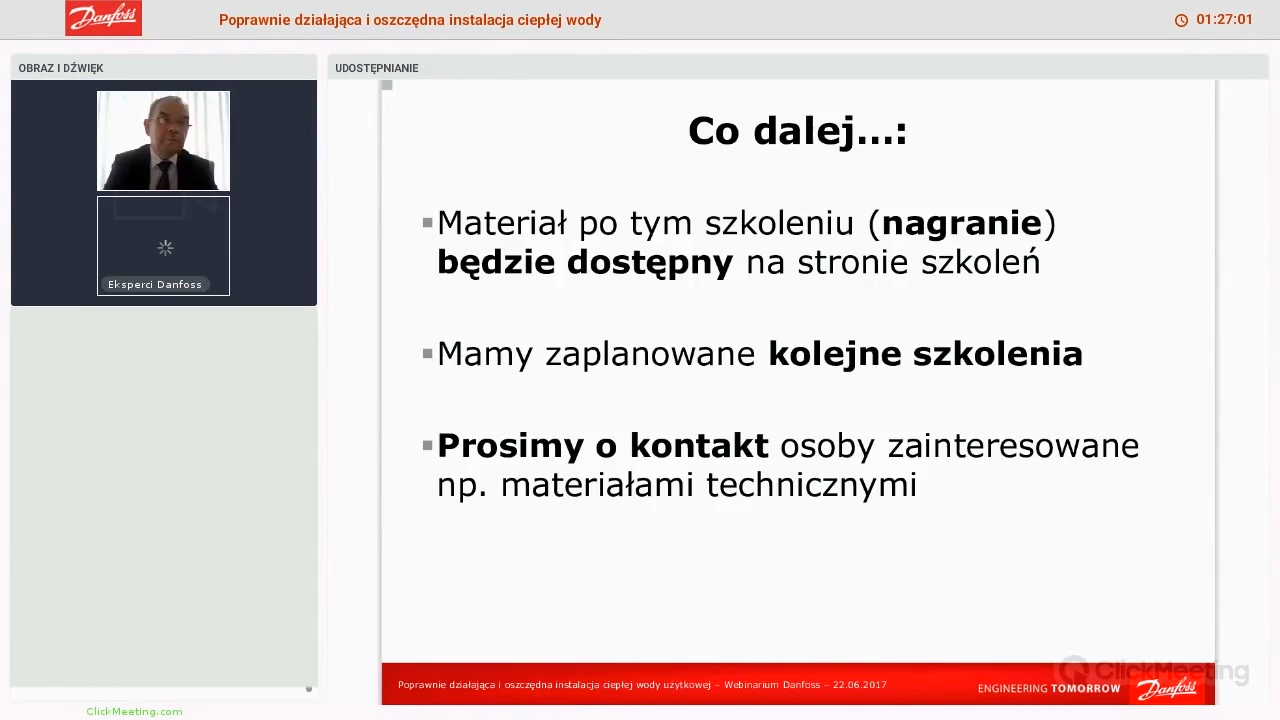 Danfoss
Poprawnie działająca i oszczędna instalacja ciepłej wody
01:27:01
OBRAZ I DŹWIĘK
UDOSTĘPNIANIE
Eksperci Danfoss
Co dalej...:
Materiał po tym szkoleniu (nagranie)
będzie dostępny na stronie szkoleń
Mamy zaplanowane kolejne szkolenia
Prosimy o kontakt osoby zainteresowane
np. materiałami technicznymi
ClickMeeting
Poprawnie działająca i oszczędna instalacja ciepłej wody użytkowej – Webinarium Danfoss – 22.06.2017
ENGINEERING TOMORROW
Danfoss
ClickMeeting.com